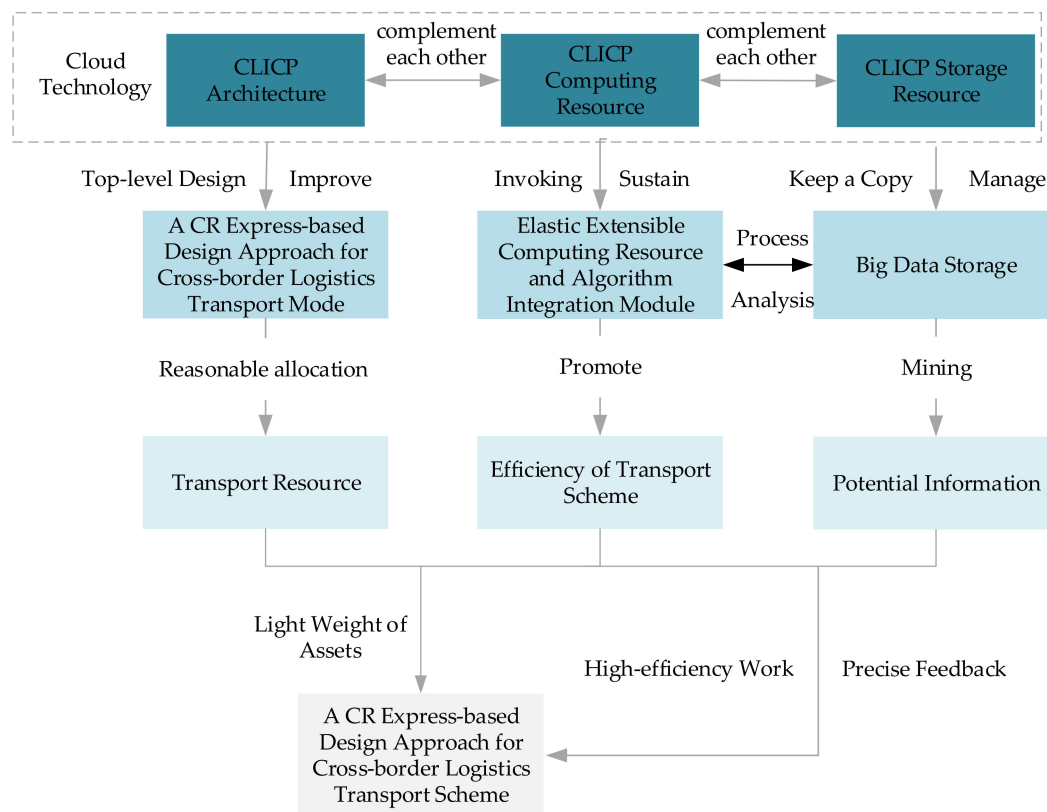 Cloud
Technology
CLICP
Architecture
complement
each other
CLICP
Computing
Resource
complement
each other
CLICP Storage
Resource
Top-level Design
Improve
Invoking
Sustain
Keep a Copy
Manage
A CR Express-based
Design Approach for
Cross-border Logistics
Transport Mode
Elastic Extensible
Computing Resource
and Algorithm
Integration Module
Process
Analysis
Big Data Storage
Reasonable allocation
Promote
Mining
Transport Resource
Efficiency of Transport
Scheme
Potential Information
Light Weight of
Assets
High-efficiency Work
Precise Feedback
A CR Express-based
Design Approach for
Cross-border Logistics
Transport Scheme